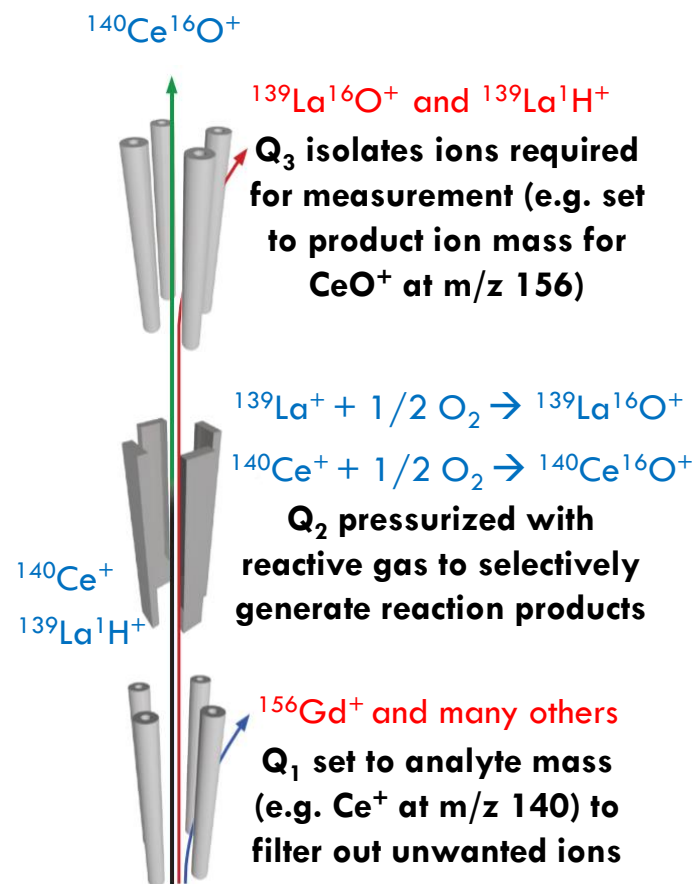 ¹⁴⁰Ce¹⁶O⁺
¹³⁹La¹⁶O⁺ and ¹³⁹La¹H⁺
Q₃ isolates ions required
for measurement (e.g. set
to product ion mass for
CeO⁺ at m/z 156)
¹³⁹La⁺ + 1/2 O₂ → ¹³⁹La¹⁶O⁺
¹⁴⁰Ce⁺ + 1/2 O₂ → ¹⁴⁰Ce¹⁶O⁺
Q₂ pressurized with
reactive gas to selectively
generate reaction products
¹⁴⁰Ce⁺
¹³⁹La¹H⁺
¹⁵⁶Gd⁺ and many others
Q₁ set to analyte mass
(e.g. Ce⁺ at m/z 140) to
filter out unwanted ions